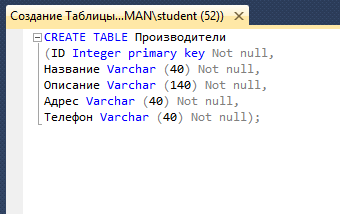 Создание Таблицы...MAN\student (52))
CREATE TABLE Производители
(ID Integer primary key Not null,
Название Varchar (40) Not null,
Описание Varchar (140) Not null,
Адрес Varchar (40) Not null,
Телефон Varchar (40) Not null);